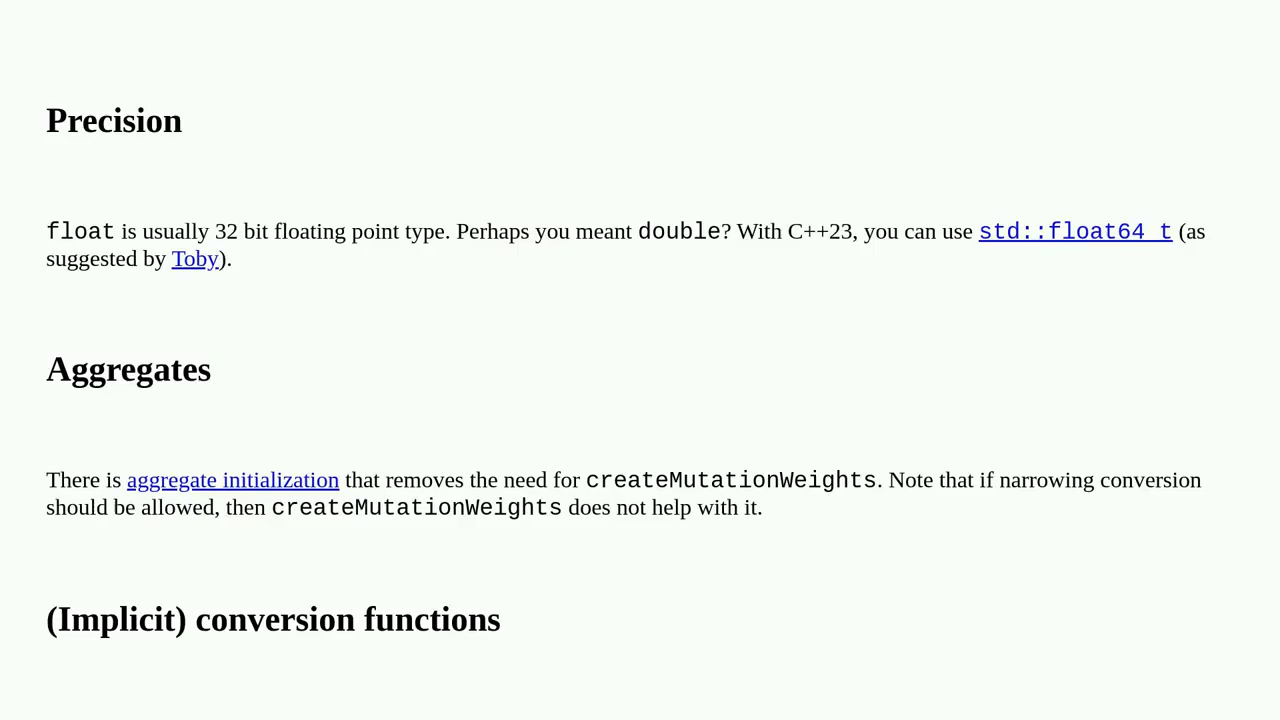 Precision
float is usually 32 bit floating point type. Perhaps you meant double? With C++23, you can use std::float64_t (as
suggested by Toby).
Aggregates
There is aggregate initialization that removes the need for createMutationWeights. Note that if narrowing conversion
should be allowed, then createMutationWeights does not help with it.
(Implicit) conversion functions